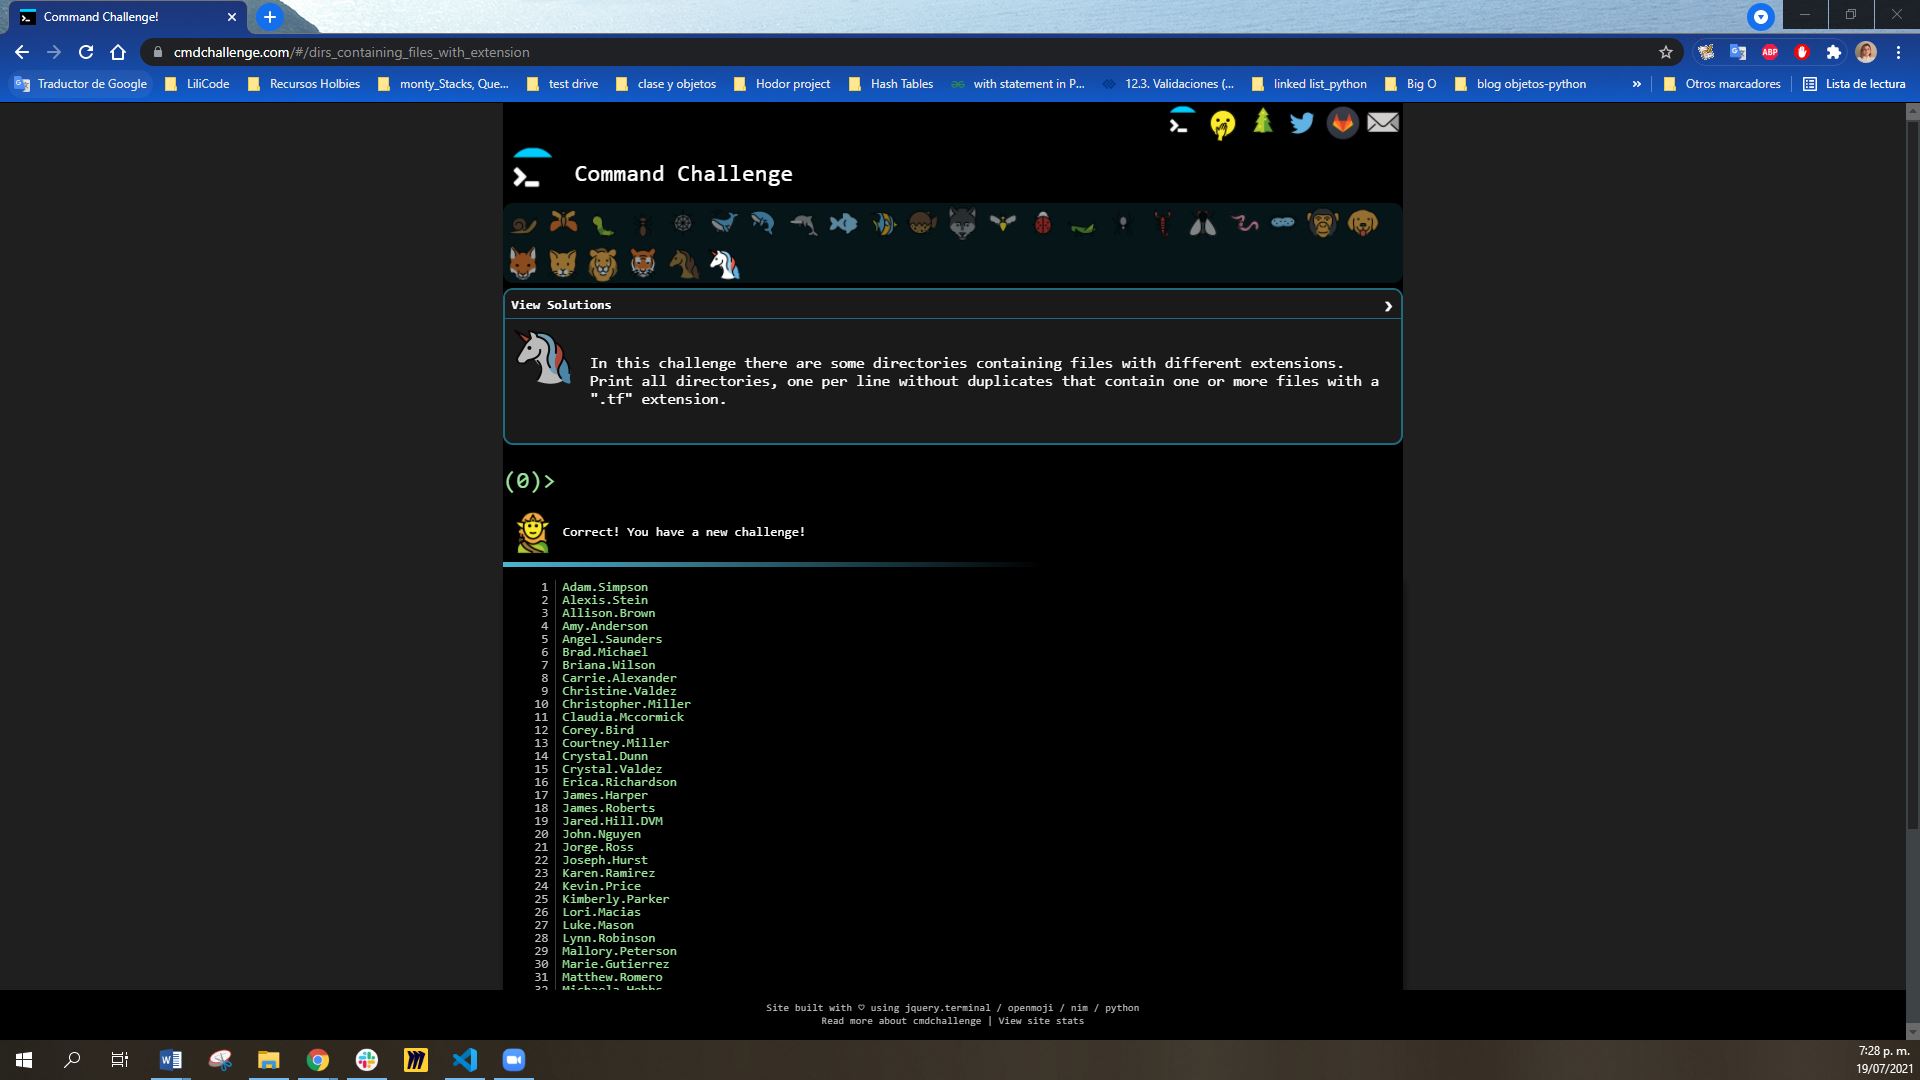 Command Challenge!
cmdchallenge.com/#/dirs_containing_files_with_extension
ABP
Traductor de Google
LiliCode
Recursos Holbies
monty_Stacks, Que...
test drive
clase y objetos
Hodor project
Hash Tables
with statement in P...
12.3. Validaciones (...
linked list_python
Big O
blog objetos-python
»
Otros marcadores
Lista de lectura
Command Challenge
View Solutions
In this challenge there are some directories containing files with different extensions.
Print all directories, one per line without duplicates that contain one or more files with a
".tf" extension.
(0)>
Correct! You have a new challenge!
1 Adam.Simpson
2 Alexis.Stein
3 Allison.Brown
4 Amy.Anderson
5 Angel.Saunders
6 Brad.Michael
7 Briana.Wilson
8 Carrie.Alexander
9 Christine.Valdez
10 Christopher.Miller
11 Claudia.Mccormick
12 Corey.Bird
13 Courtney.Miller
14 Crystal.Dunn
15 Crystal.Valdez
16 Erica.Richardson
17 James.Harper
18 James.Roberts
19 Jared.Hill.DVM
20 John.Nguyen
21 Jorge.Ross
22 Joseph.Hurst
23 Karen.Ramirez
24 Kevin.Price
25 Kimberly.Parker
26 Lori.Macias
27 Luke.Mason
28 Lynn.Robinson
29 Mallory.Peterson
30 Marie.Gutierrez
31 Matthew.Romero
32 Michaela.Hobbs
Site built with ♡ using jquery.terminal / openmoji / nim / python
Read more about cmdchallenge | View site stats
7:28 p. m.
19/07/2021